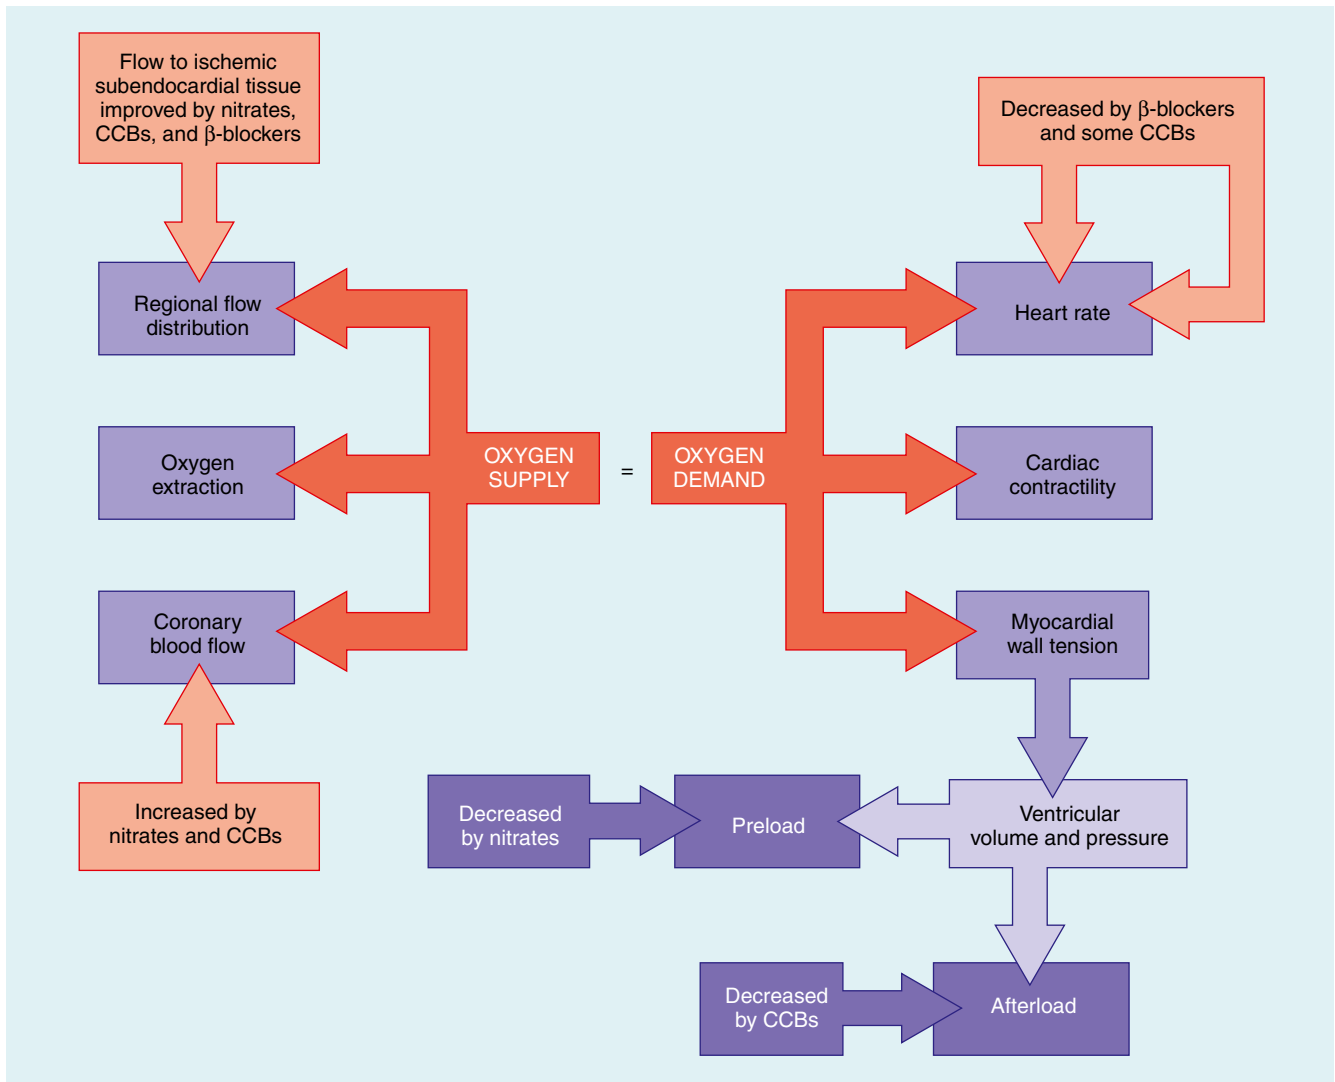 Flow to ischemic
subendocardial tissue
improved by nitrates,
CCBs, and β-blockers
Decreased by β-blockers
and some CCBs
Regional flow
distribution
Heart rate
Oxygen
extraction
OXYGEN
SUPPLY
=
OXYGEN
DEMAND
Cardiac
contractility
Coronary
blood flow
Myocardial
wall tension
Increased by
nitrates and CCBs
Decreased
by nitrates
Preload
Ventricular
volume and pressure
Decreased
by CCBs
Afterload